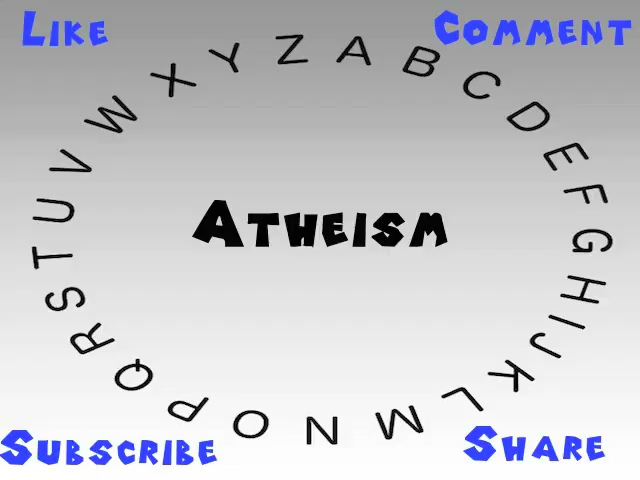 Like
Comment
A B C D E F G H I J K L M N O P Q R S T U V W X Y Z
Atheism
Subscribe
Share